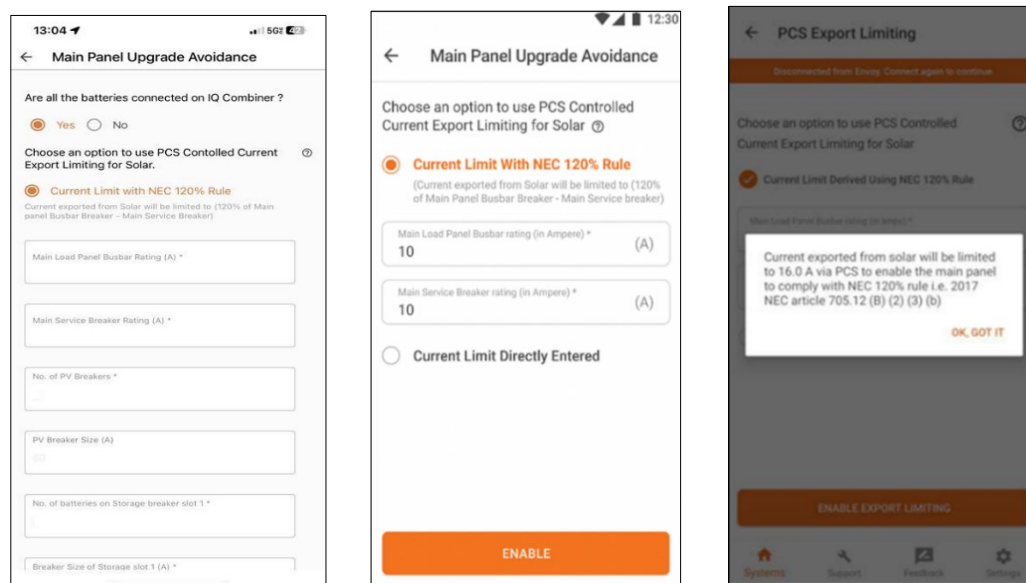 13:04
5G
Main Panel Upgrade Avoidance
Are all the batteries connected on IQ Combiner ?
Yes
No
Choose an option to use PCS Contolled Current
Export Limiting for Solar.
Current Limit with NEC 120% Rule
Current exported from Solar will be limited to (120% of Main
panel Busbar Breaker - Main Service Breaker)
Main Load Panel Busbar Rating (A) *
Main Service Breaker Rating (A) *
No. of PV Breakers *
PV Breaker Size (A)
60
No. of batteries on Storage breaker slot 1 *
Breaker Size of Storage slot 1 (A) *
12:30
Main Panel Upgrade Avoidance
Choose an option to use PCS Controlled
Current Export Limiting for Solar
Current Limit With NEC 120% Rule
(Current exported from Solar will be limited to (120%
of Main Panel Busbar Breaker - Main Service breaker)
Main Load Panel Busbar rating (in Ampere) *
10
(A)
Main Service Breaker rating (in Ampere) *
10
(A)
Current Limit Directly Entered
ENABLE
PCS Export Limiting
Disconnected from Envoy. Connect again to continue
Choose an option to use PCS Controlled
Current Export Limiting for Solar
Current Limit Derived Using NEC 120% Rule
Main Load Panel Busbar rating (in amps) *
Current exported from solar will be limited
to 16.0 A via PCS to enable the main panel
to comply with NEC 120% rule i.e. 2017
NEC article 705.12 (B) (2) (3) (b)
OK, GOT IT
ENABLE EXPORT LIMITING
Systems
Support
Feedback
Settings